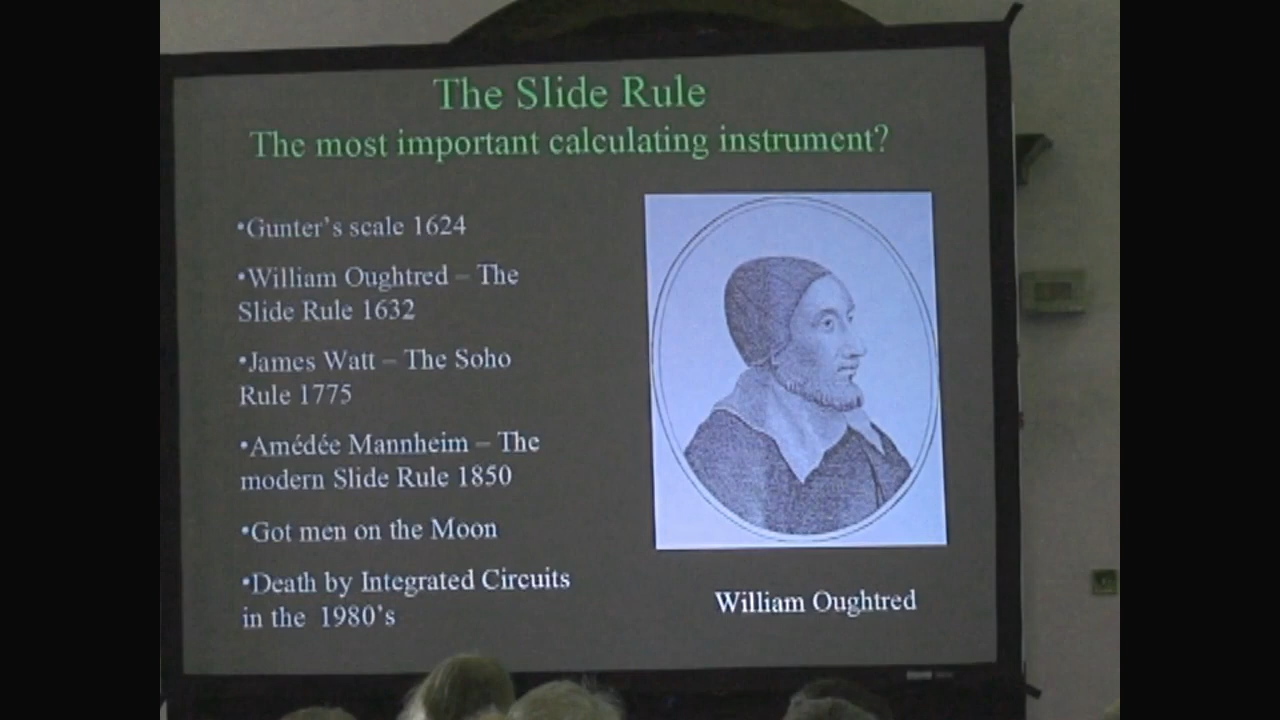 The Slide Rule
The most important calculating instrument?
•Gunter's scale 1624
•William Oughtred – The
Slide Rule 1632
•James Watt – The Soho
Rule 1775
•Amédée Mannheim – The
modern Slide Rule 1850
•Got men on the Moon
•Death by Integrated Circuits
in the 1980's
William Oughtred